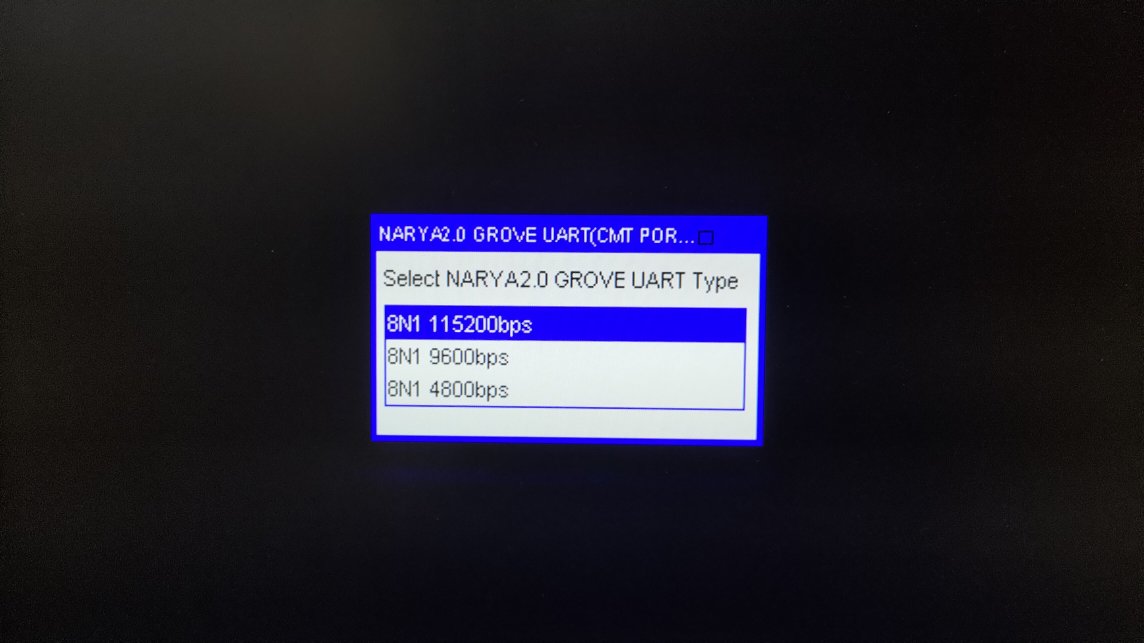 NARYA2.0 GROVE UART(CMT POR...
Select NARYA2.0 GROVE UART Type
8N1 115200bps
8N1 9600bps
8N1 4800bps